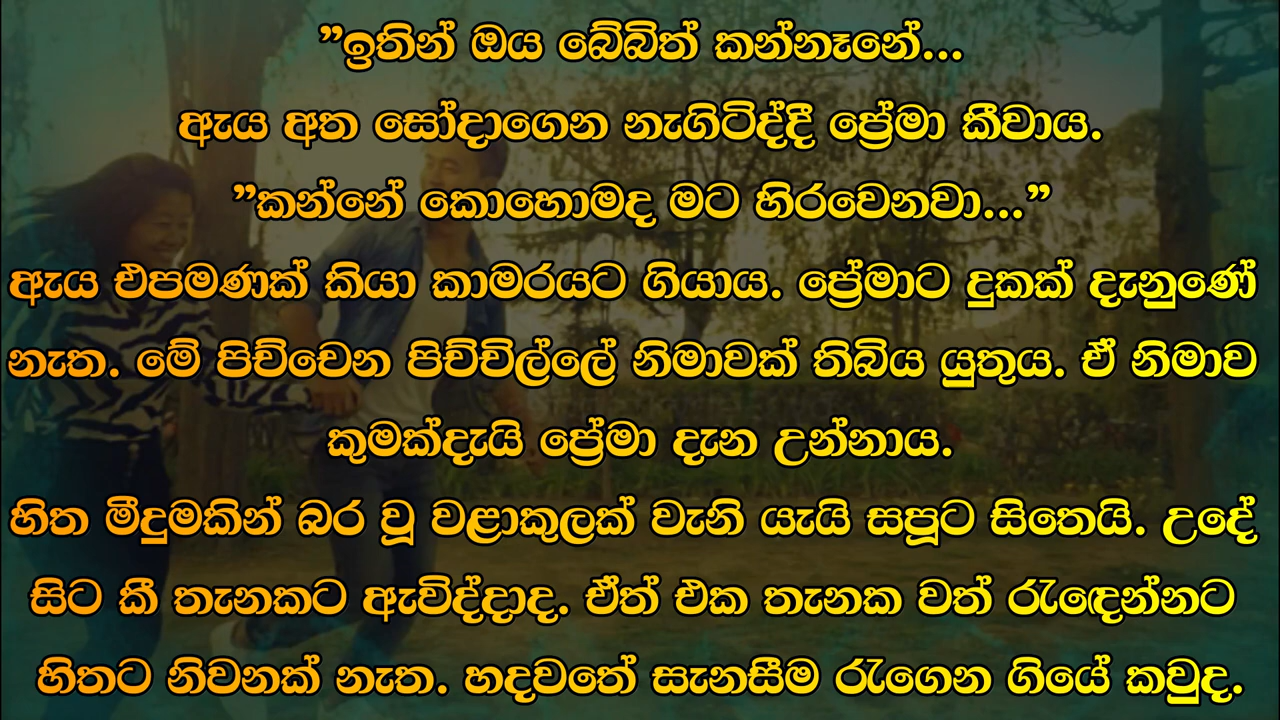 ”ඉතින් ඔය බේබිත් කන්නෑනේ...
ඇය අත සෝදාගෙන නැගිටිද්දී ප්‍රේමා කීවාය.
”කන්නේ කොහොමද මට හිරවෙනවා...”
ඇය එපමණක් කියා කාමරයට ගියාය. ප්‍රේමාට දුකක් දැනුණේ
නැත. මේ පිච්චෙන පිච්චිල්ලේ නිමාවක් තිබිය යුතුය. ඒ නිමාව
කුමක්දැයි ප්‍රේමා දැන උන්නාය.
හිත මීදුමකින් බර වූ වළාකුලක් වැනි යැයි සපූට සිතෙයි. උදේ
සිට කී තැනකට ඇවිද්දාද. ඒත් එක තැනක වත් රැඳෙන්නට
හිතට නිවනක් නැත. හදවතේ සැනසීම රැගෙන ගියේ කවුද.